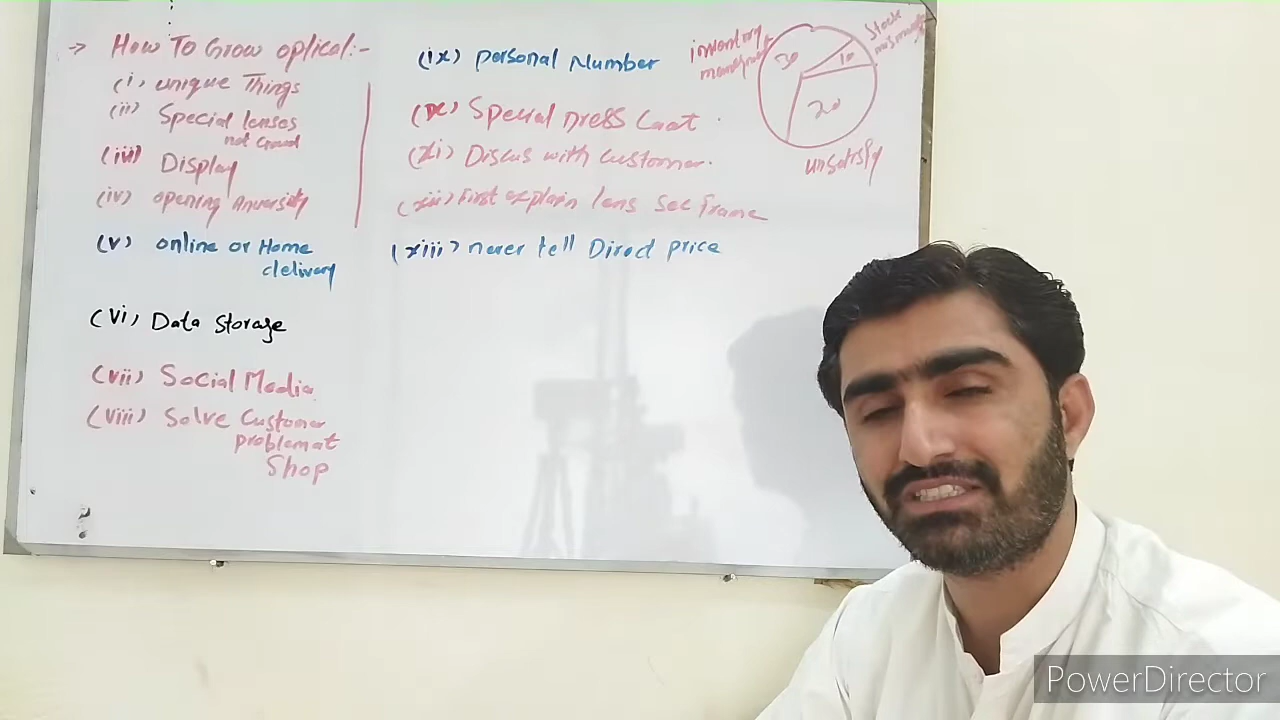 → How To Grow optical:-
(i) unique Things
(ii) Special lenses
not Good
(iii) Display
(iv) opening Anversity
(v) online or Home
delivery
(vi) Data Storage
(vii) Social Media
(viii) Solve Customer
problem at
Shop
(ix) personal Number
(x) Special Dress Coat
(xi) Discus with customer.
(xii) First explain lens See Frame
(xiii) never tell Direct price
inventory
30
10
Stock
20
unsatisfy
PowerDirector